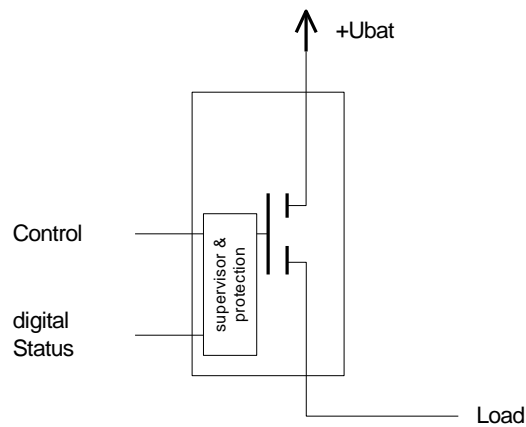 +Ubat
Control
supervisor &
protection
digital
Status
Load